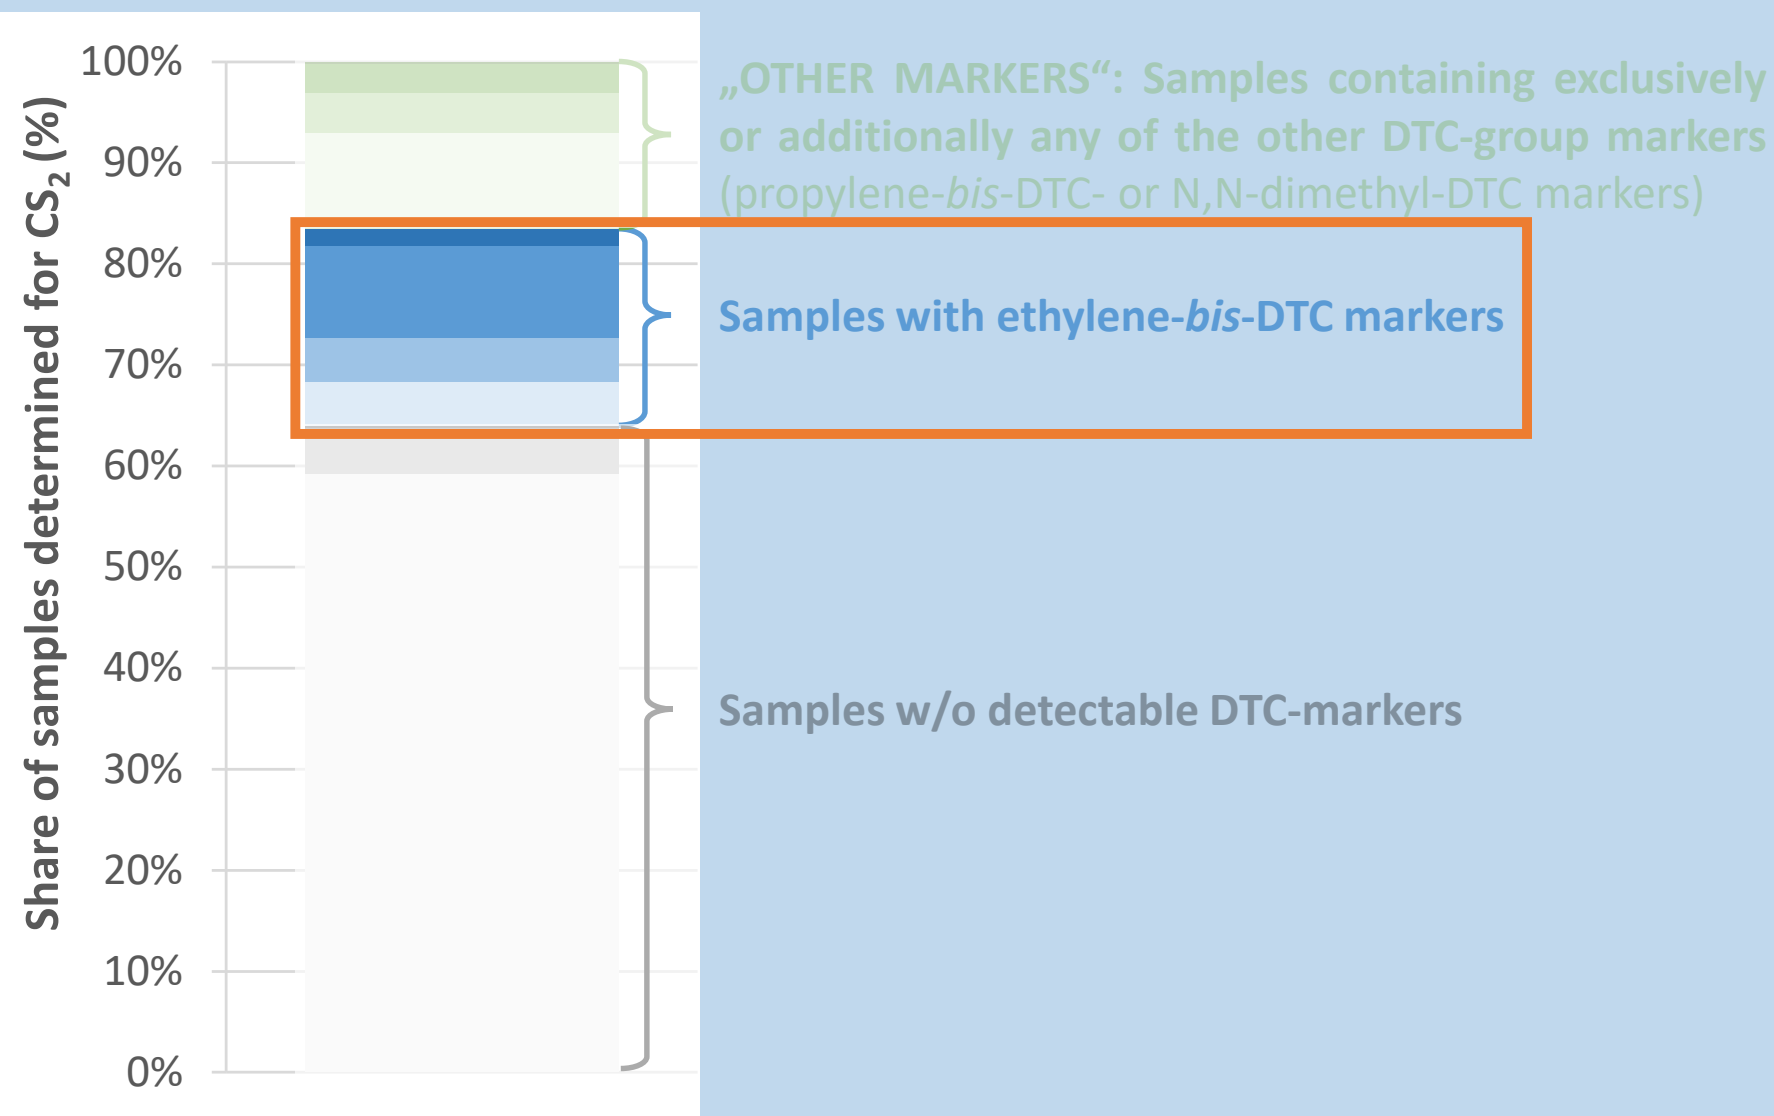 Share of samples determined for CS₂ (%)
100%
90%
80%
70%
60%
50%
40%
30%
20%
10%
0%
„OTHER MARKERS“: Samples containing exclusively
or additionally any of the other DTC-group markers
(propylene-bis-DTC- or N,N-dimethyl-DTC markers)
Samples with ethylene-bis-DTC markers
Samples w/o detectable DTC-markers